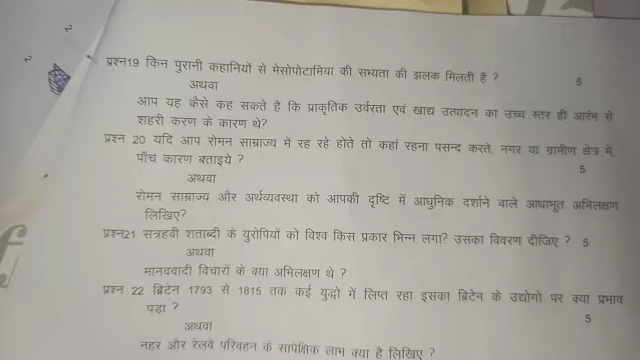 प्रश्न19 किन पुरानी कहानियों से मेसोपोटामिया की सभ्यता की झलक मिलती है ? 5
अथवा
आप यह कैसे कह सकते है कि प्राकृतिक उर्वरता एवं खाद्य उत्पादन का उच्च स्तर ही आरंम से
शहरी करण के कारण थे?
प्रश्न 20 यदि आप रोमन साम्राज्य में रह रहे होते तो कहां रहना पसन्द करते, नगर या ग्रामीण क्षेत्र में,
पाँच कारण बताइये ?
5
अथवा
रोमन साम्राज्य और अर्थव्यवस्था को आपकी दृष्टि में आधुनिक दर्शाने वाले आधाभूत अभिलक्षण
लिखिए?
प्रश्न21 सत्रहवी शताब्दी के युरोपियों को विश्व किस प्रकार भिन्न लगा? उसका विवरण दीजिए ? 5
अथवा
मानववादी विचारों के क्या अभिलक्षण थे ?
प्रश्न 22 ब्रिटेन 1793 से 1815 तक कई युद्धो में लिप्त रहा इसका ब्रिटेन के उद्योगो पर क्या प्रभाव
पडा ?
5
अथवा
नहर और रेलवे परिवहन के सापेक्षिक लाभ क्या है लिखिए ?